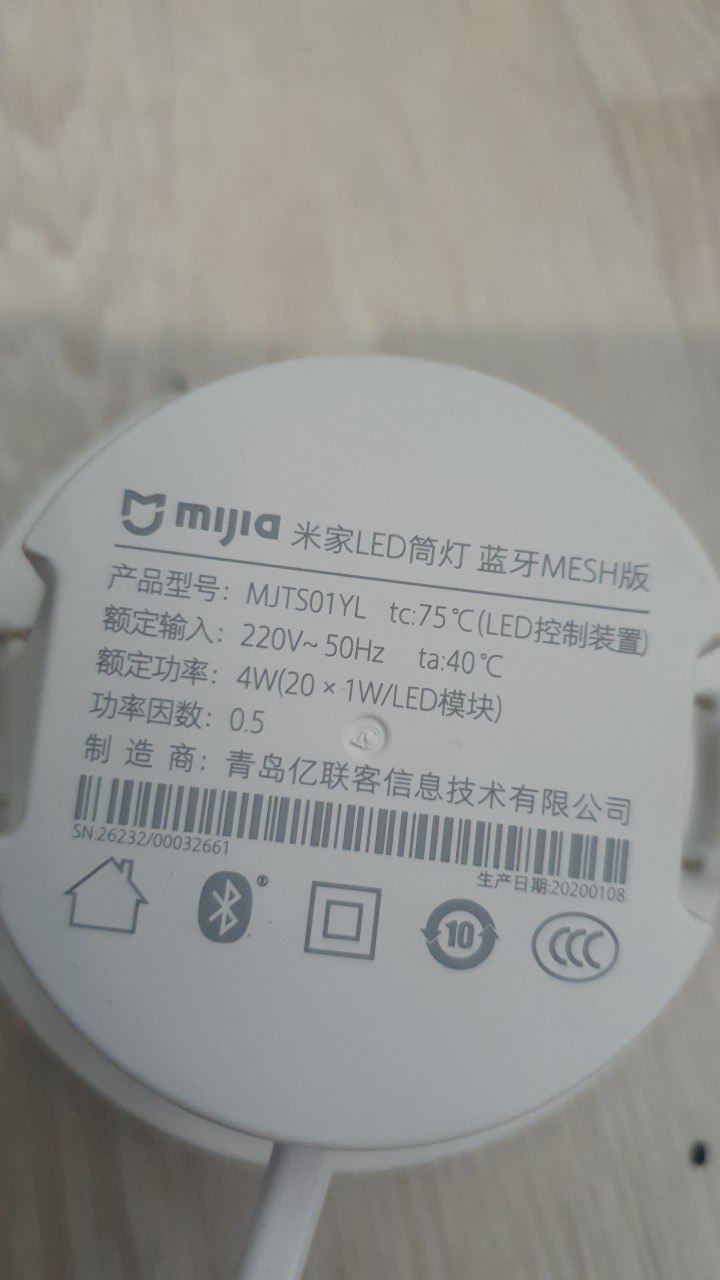 mijia 米家LED筒灯 蓝牙MESH版
产品型号: MJTS01YL tc:75℃(LED控制装置)
额定输入: 220V~ 50Hz ta:40℃
额定功率: 4W(20 × 1W/LED模块)
功率因数: 0.5
制 造 商: 青岛亿联客信息技术有限公司
SN:26232/00032661
生产日期:20200108
® 10 CCC